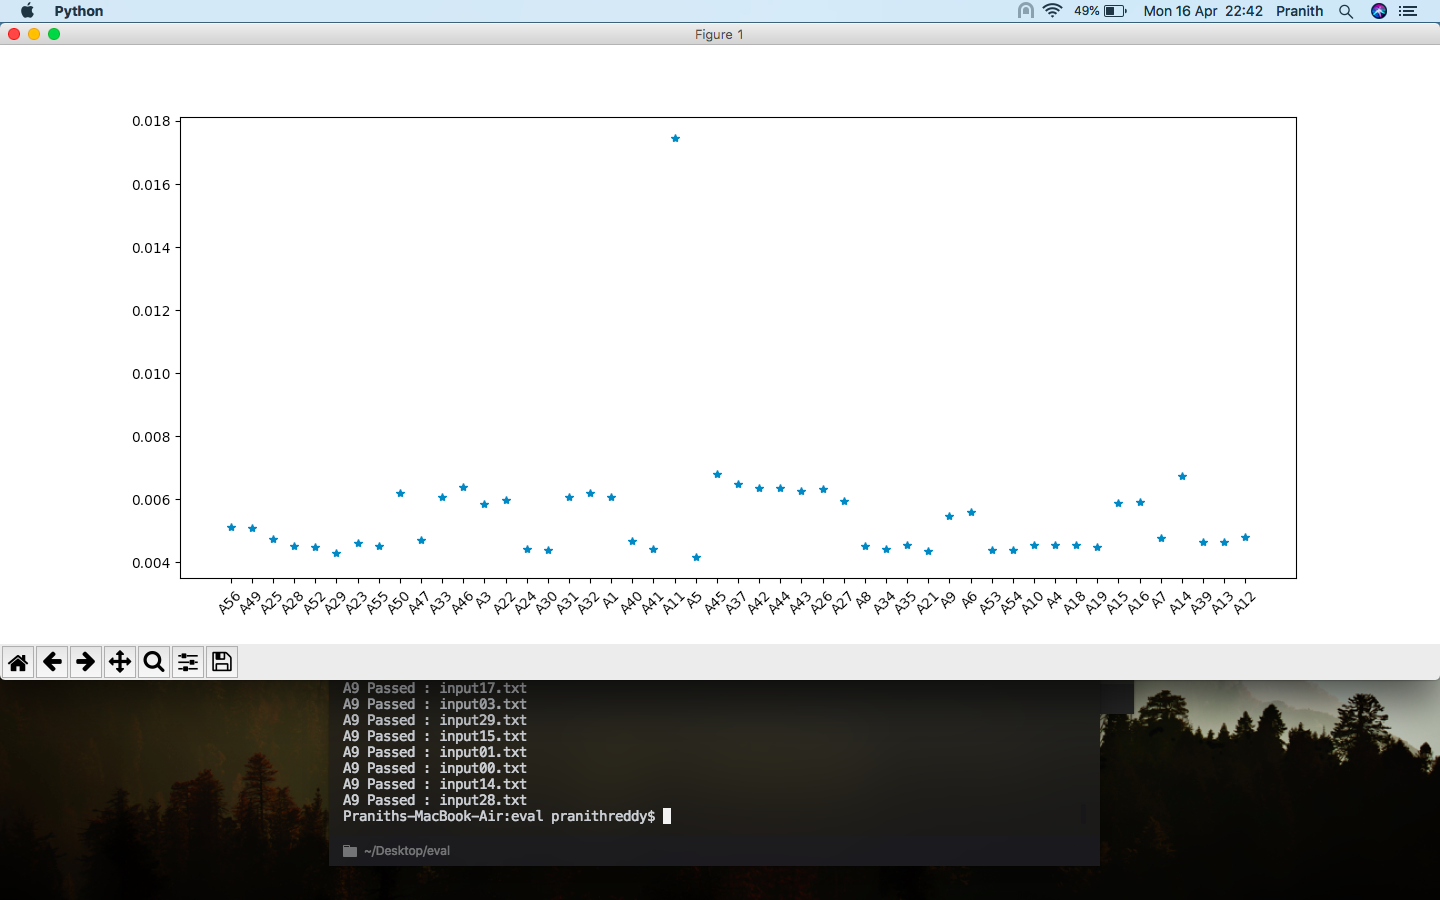 Python 49% Mon 16 Apr 22:42 Pranith
Figure 1
0.018
0.016
0.014
0.012
0.010
0.008
0.006
0.004
A56 A49 A25 A28 A52 A29 A23 A55 A50 A47 A33 A46 A3 A22 A24 A30 A31 A32 A1 A40 A41 A11 A5 A45 A37 A42 A44 A43 A26 A27 A8 A34 A35 A21 A9 A6 A53 A54 A10 A4 A18 A19 A15 A16 A7 A14 A39 A13 A12
A9 Passed : input17.txt
A9 Passed : input03.txt
A9 Passed : input29.txt
A9 Passed : input15.txt
A9 Passed : input01.txt
A9 Passed : input00.txt
A9 Passed : input14.txt
A9 Passed : input28.txt
Praniths-MacBook-Air:eval pranithreddy$
~/Desktop/eval